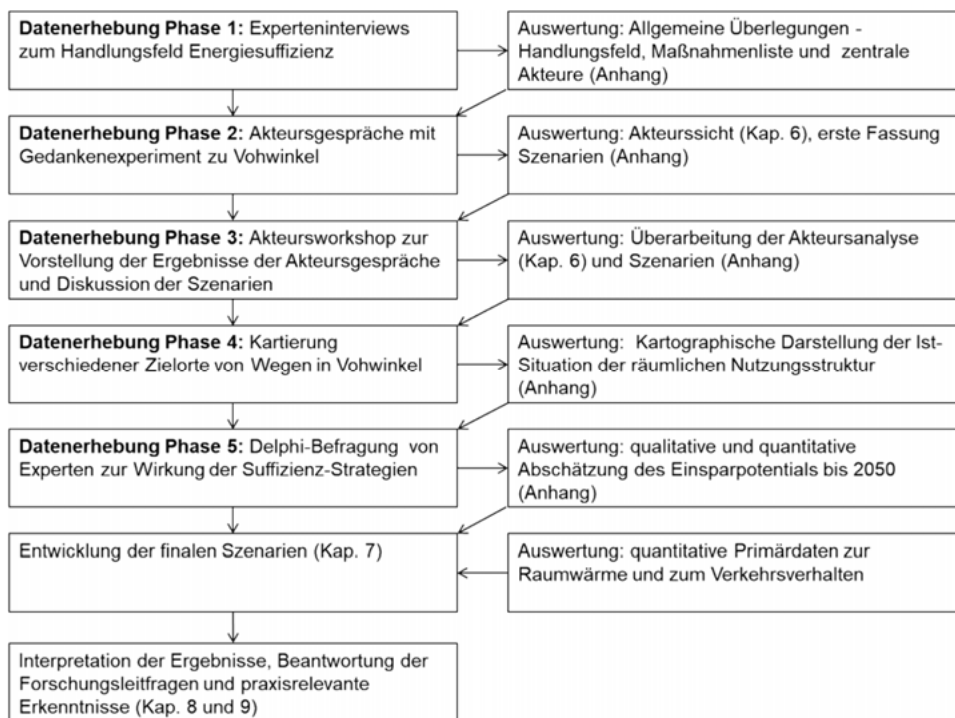 Datenerhebung Phase 1: Experteninterviews
zum Handlungsfeld Energiesuffizienz
Auswertung: Allgemeine Überlegungen -
Handlungsfeld, Maßnahmenliste und zentrale
Akteure (Anhang)
Datenerhebung Phase 2: Akteursgespräche mit
Gedankenexperiment zu Vohwinkel
Auswertung: Akteurssicht (Kap. 6), erste Fassung
Szenarien (Anhang)
Datenerhebung Phase 3: Akteursworkshop zur
Vorstellung der Ergebnisse der Akteursgespräche
und Diskussion der Szenarien
Auswertung: Überarbeitung der Akteursanalyse
(Kap. 6) und Szenarien (Anhang)
Datenerhebung Phase 4: Kartierung
verschiedener Zielorte von Wegen in Vohwinkel
Auswertung: Kartographische Darstellung der Ist-
Situation der räumlichen Nutzungsstruktur
(Anhang)
Datenerhebung Phase 5: Delphi-Befragung von
Experten zur Wirkung der Suffizienz-Strategien
Auswertung: qualitative und quantitative
Abschätzung des Einsparpotentials bis 2050
(Anhang)
Entwicklung der finalen Szenarien (Kap. 7)
Auswertung: quantitative Primärdaten zur
Raumwärme und zum Verkehrsverhalten
Interpretation der Ergebnisse, Beantwortung der
Forschungsleitfragen und praxisrelevante
Erkenntnisse (Kap. 8 und 9)